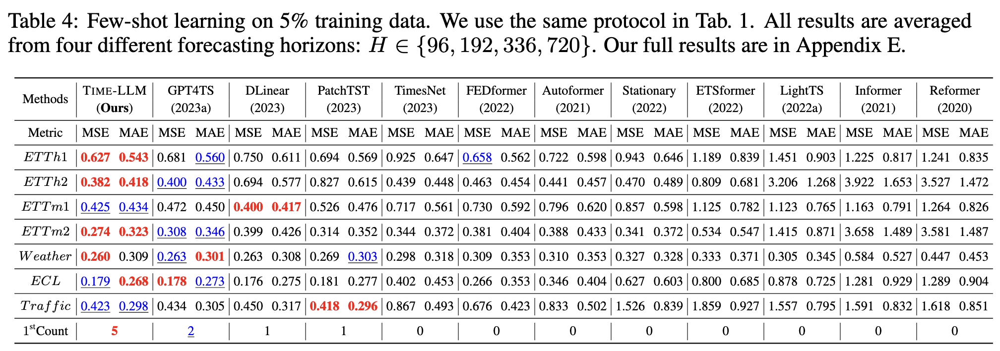 Table 4: Few-shot learning on 5% training data. We use the same protocol in Tab. 1. All results are averaged
from four different forecasting horizons: H ∈ {96, 192, 336, 720}. Our full results are in Appendix E.
Methods TIME-LLM (Ours) GPT4TS (2023a) DLinear (2023) PatchTST (2023) TimesNet (2023) FEDformer (2022) Autoformer (2021) Stationary (2022) ETSformer (2022) LightTS (2022a) Informer (2021) Reformer (2020)
Metric MSE MAE MSE MAE MSE MAE MSE MAE MSE MAE MSE MAE MSE MAE MSE MAE MSE MAE MSE MAE MSE MAE MSE MAE
ETTh1 0.627 0.543 0.681 0.560 0.750 0.611 0.694 0.569 0.925 0.647 0.658 0.562 0.722 0.598 0.943 0.646 1.189 0.839 1.451 0.903 1.225 0.817 1.241 0.835
ETTh2 0.382 0.418 0.400 0.433 0.694 0.577 0.827 0.615 0.439 0.448 0.463 0.454 0.441 0.457 0.470 0.489 0.809 0.681 3.206 1.268 3.922 1.653 3.527 1.472
ETTm1 0.425 0.434 0.472 0.450 0.400 0.417 0.526 0.476 0.717 0.561 0.730 0.592 0.796 0.620 0.857 0.598 1.125 0.782 1.123 0.765 1.163 0.791 1.264 0.826
ETTm2 0.274 0.323 0.308 0.346 0.399 0.426 0.314 0.352 0.344 0.372 0.381 0.404 0.388 0.433 0.341 0.372 0.534 0.547 1.415 0.871 3.658 1.489 3.581 1.487
Weather 0.260 0.309 0.263 0.301 0.263 0.308 0.269 0.303 0.298 0.318 0.309 0.353 0.310 0.353 0.327 0.328 0.333 0.371 0.305 0.345 0.584 0.527 0.447 0.453
ECL 0.179 0.268 0.178 0.273 0.176 0.275 0.181 0.277 0.402 0.453 0.266 0.353 0.346 0.404 0.627 0.603 0.800 0.685 0.878 0.725 1.281 0.929 1.289 0.904
Traffic 0.423 0.298 0.434 0.305 0.450 0.317 0.418 0.296 0.867 0.493 0.676 0.423 0.833 0.502 1.526 0.839 1.859 0.927 1.557 0.795 1.591 0.832 1.618 0.851
1stCount 5 2 1 1 0 0 0 0 0 0 0 0